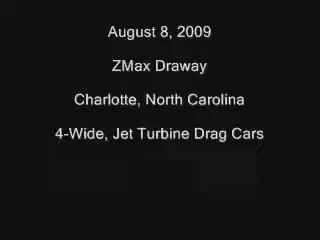 August 8, 2009
ZMax Draway
Charlotte, North Carolina
4-Wide, Jet Turbine Drag Cars